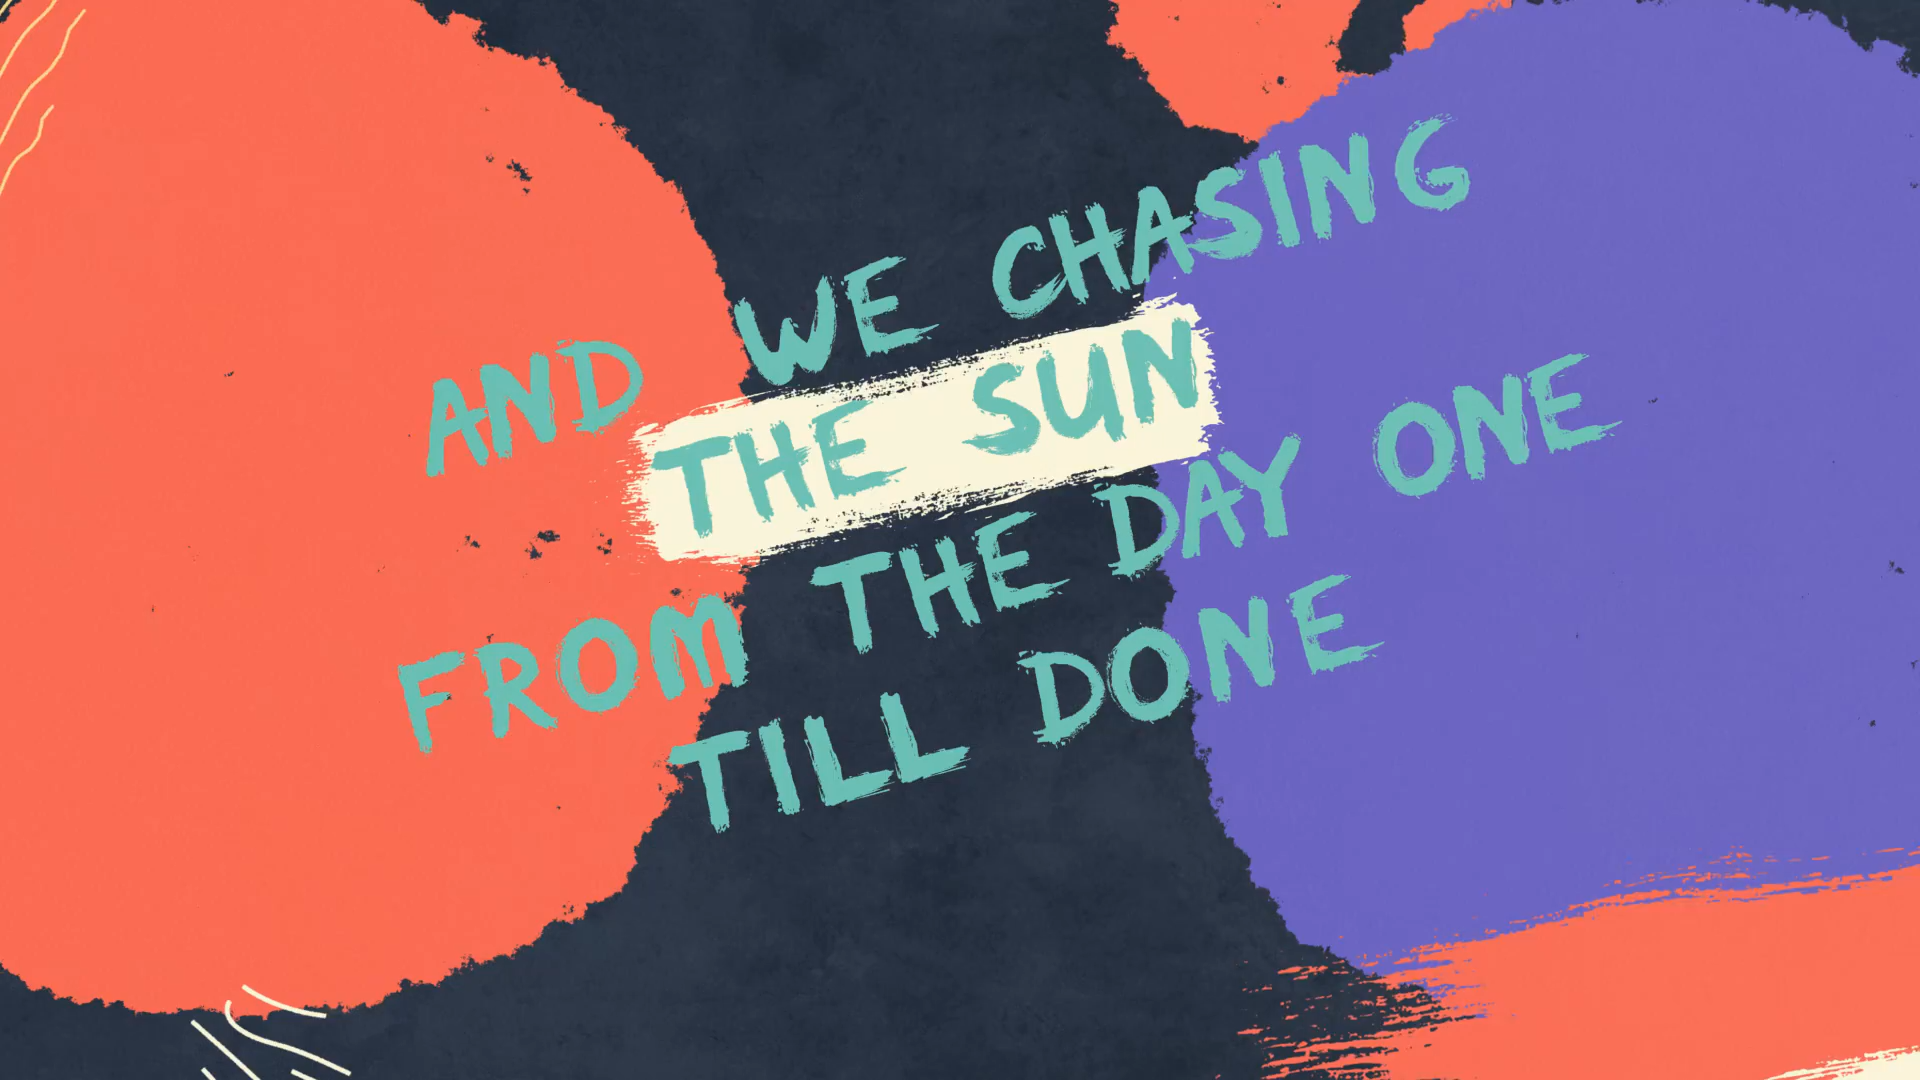 AND WE CHASING
THE SUN
FROM THE DAY ONE
TILL DONE